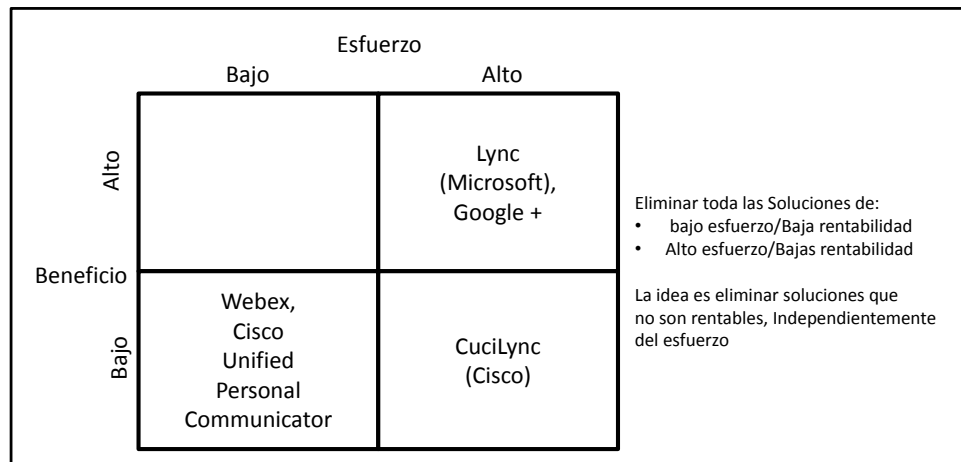 Esfuerzo
Bajo
Alto
Alto
Lync
(Microsoft),
Google +
Beneficio
Bajo
Webex,
Cisco
Unified
Personal
Communicator
CuciLync
(Cisco)
Eliminar toda las Soluciones de:
• bajo esfuerzo/Baja rentabilidad
• Alto esfuerzo/Bajas rentabilidad
La idea es eliminar soluciones que
no son rentables, Independientemente
del esfuerzo